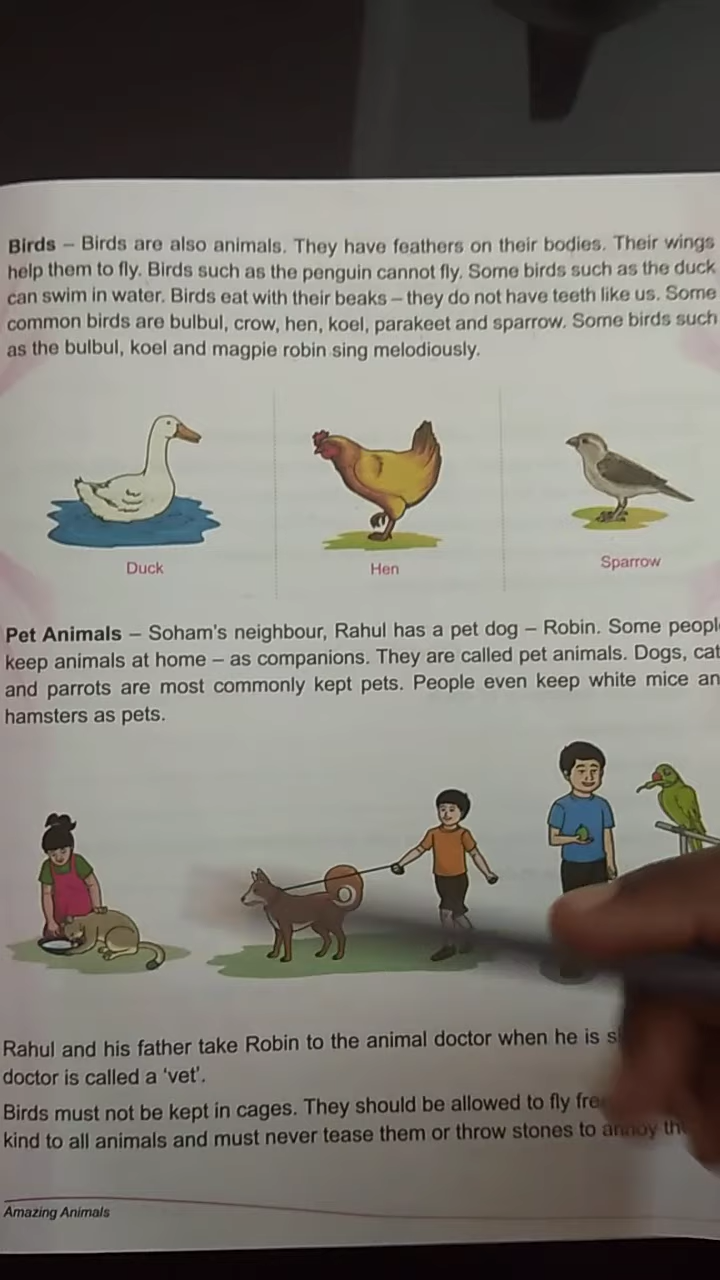 Birds – Birds are also animals. They have feathers on their bodies. Their wings
help them to fly. Birds such as the penguin cannot fly. Some birds such as the duck
can swim in water. Birds eat with their beaks – they do not have teeth like us. Some
common birds are bulbul, crow, hen, koel, parakeet and sparrow. Some birds such
as the bulbul, koel and magpie robin sing melodiously.
Duck
Hen
Sparrow
Pet Animals – Soham's neighbour, Rahul has a pet dog – Robin. Some
keep animals at home – as companions. They are called pet animals. Dogs,
and parrots are most commonly kept pets. People even keep white mice
hamsters as pets.
Rahul and his father take Robin to the animal doctor when he is
doctor is called a 'vet'.
Birds must not be kept in cages. They should be allowed to fly
kind to all animals and must never tease them or throw stones to annoy
Amazing Animals